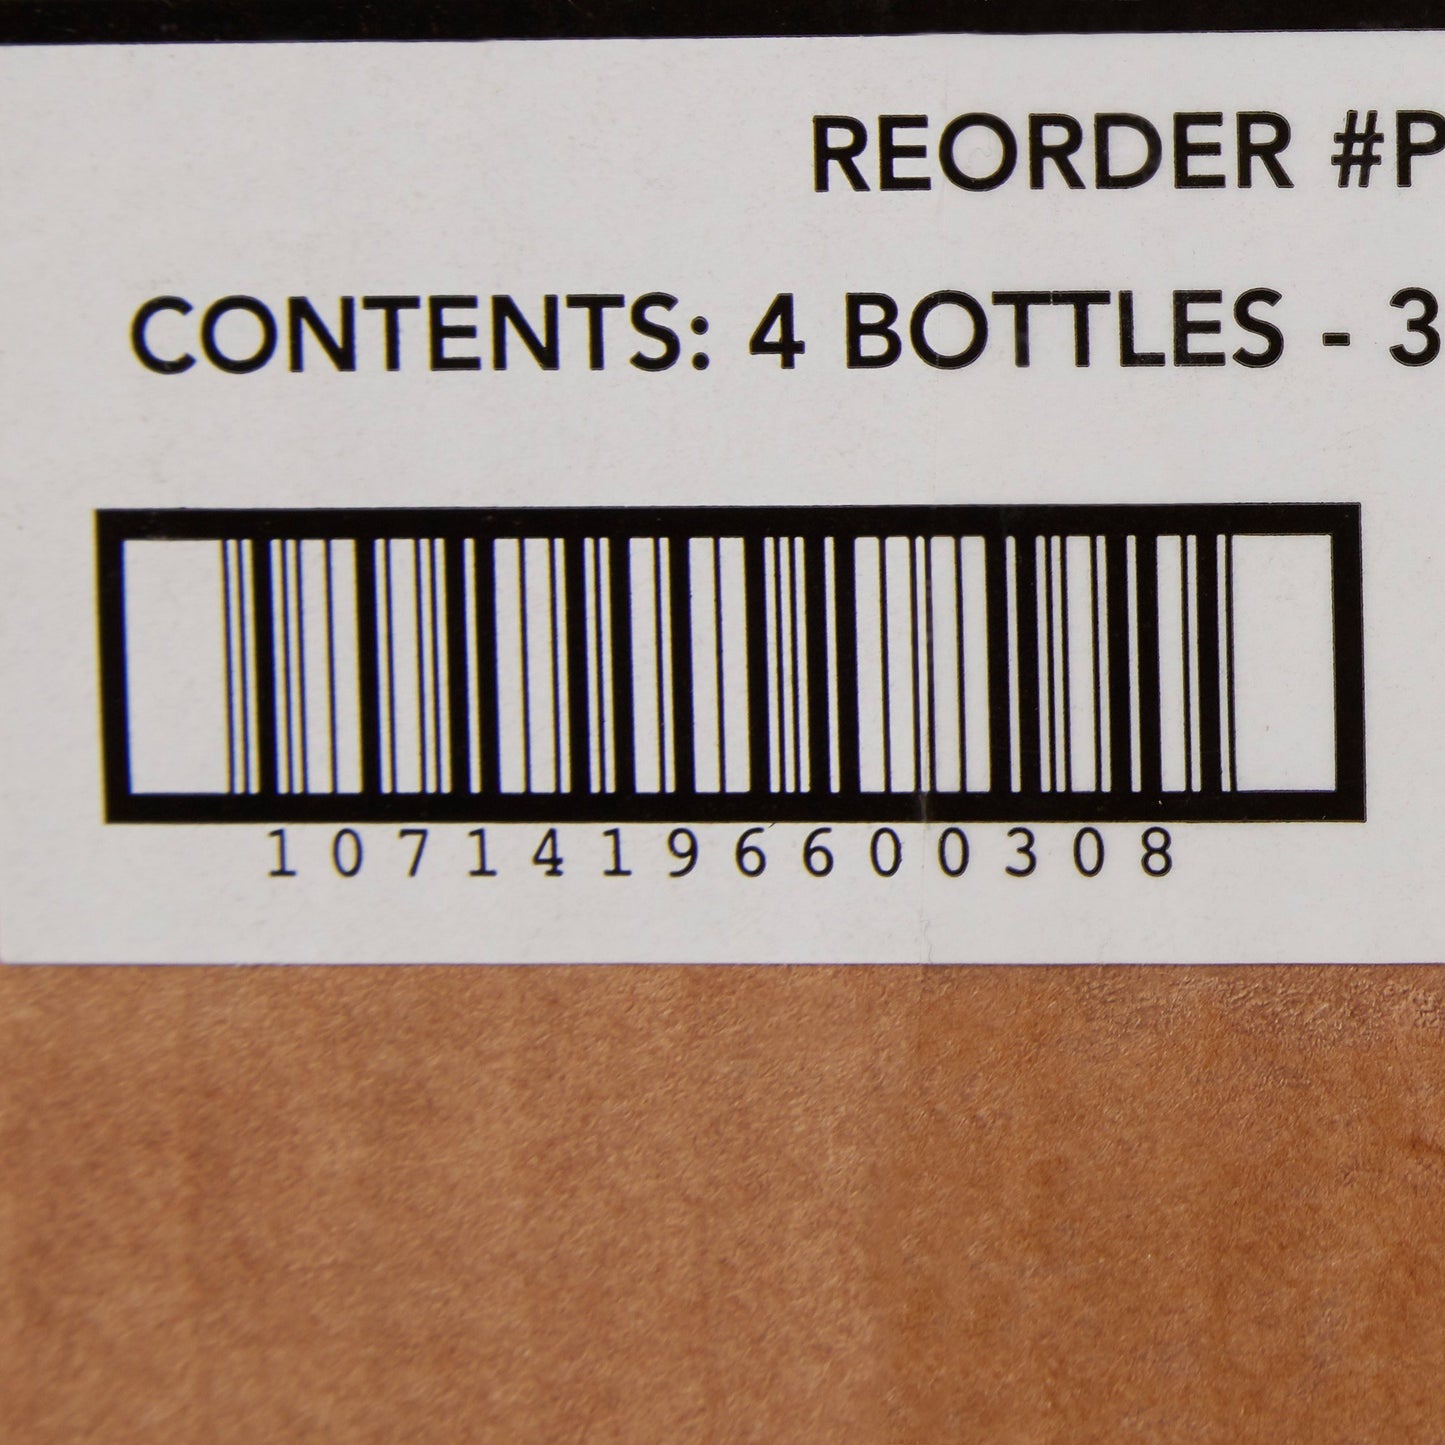 REORDER #P
CONTENTS: 4 BOTTLES - 3
10714196600308